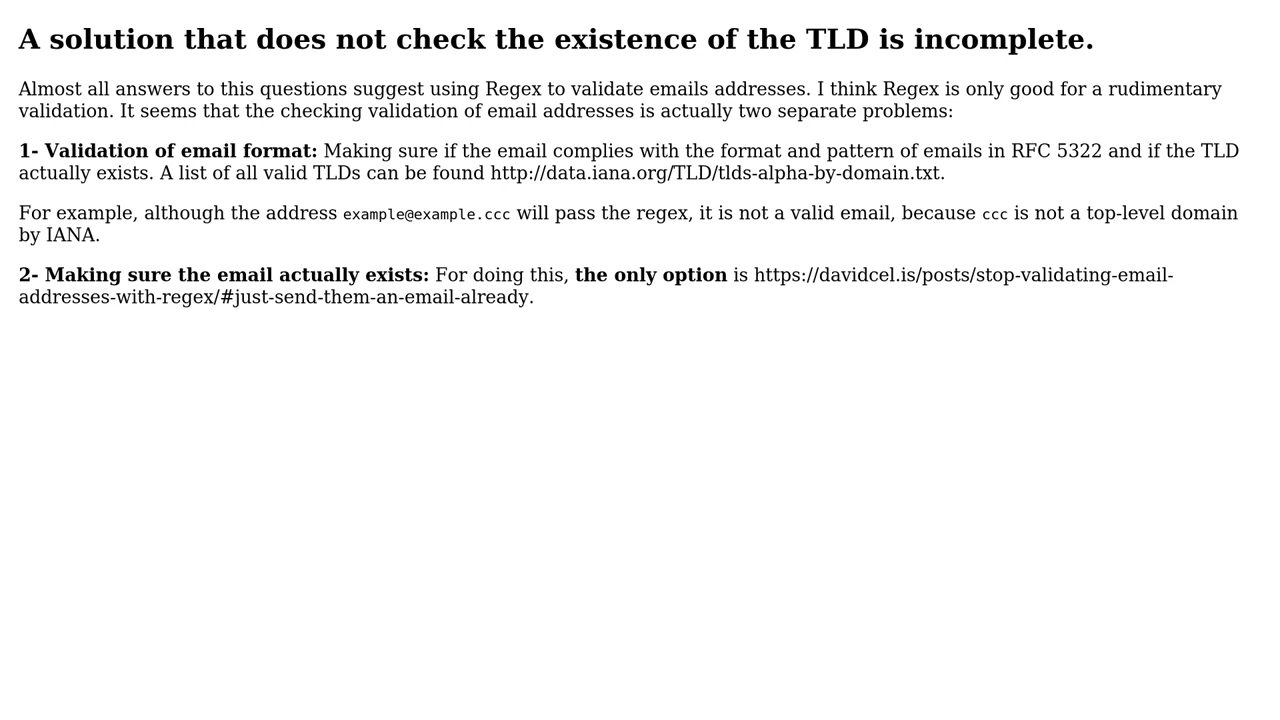 A solution that does not check the existence of the TLD is incomplete.
Almost all answers to this questions suggest using Regex to validate emails addresses. I think Regex is only good for a rudimentary
validation. It seems that the checking validation of email addresses is actually two separate problems:
1- Validation of email format: Making sure if the email complies with the format and pattern of emails in RFC 5322 and if the TLD
actually exists. A list of all valid TLDs can be found http://data.iana.org/TLD/tlds-alpha-by-domain.txt.
For example, although the address example@example.ccc will pass the regex, it is not a valid email, because ccc is not a top-level domain
by IANA.
2- Making sure the email actually exists: For doing this, the only option is https://davidcel.is/posts/stop-validating-email-
addresses-with-regex/#just-send-them-an-email-already.